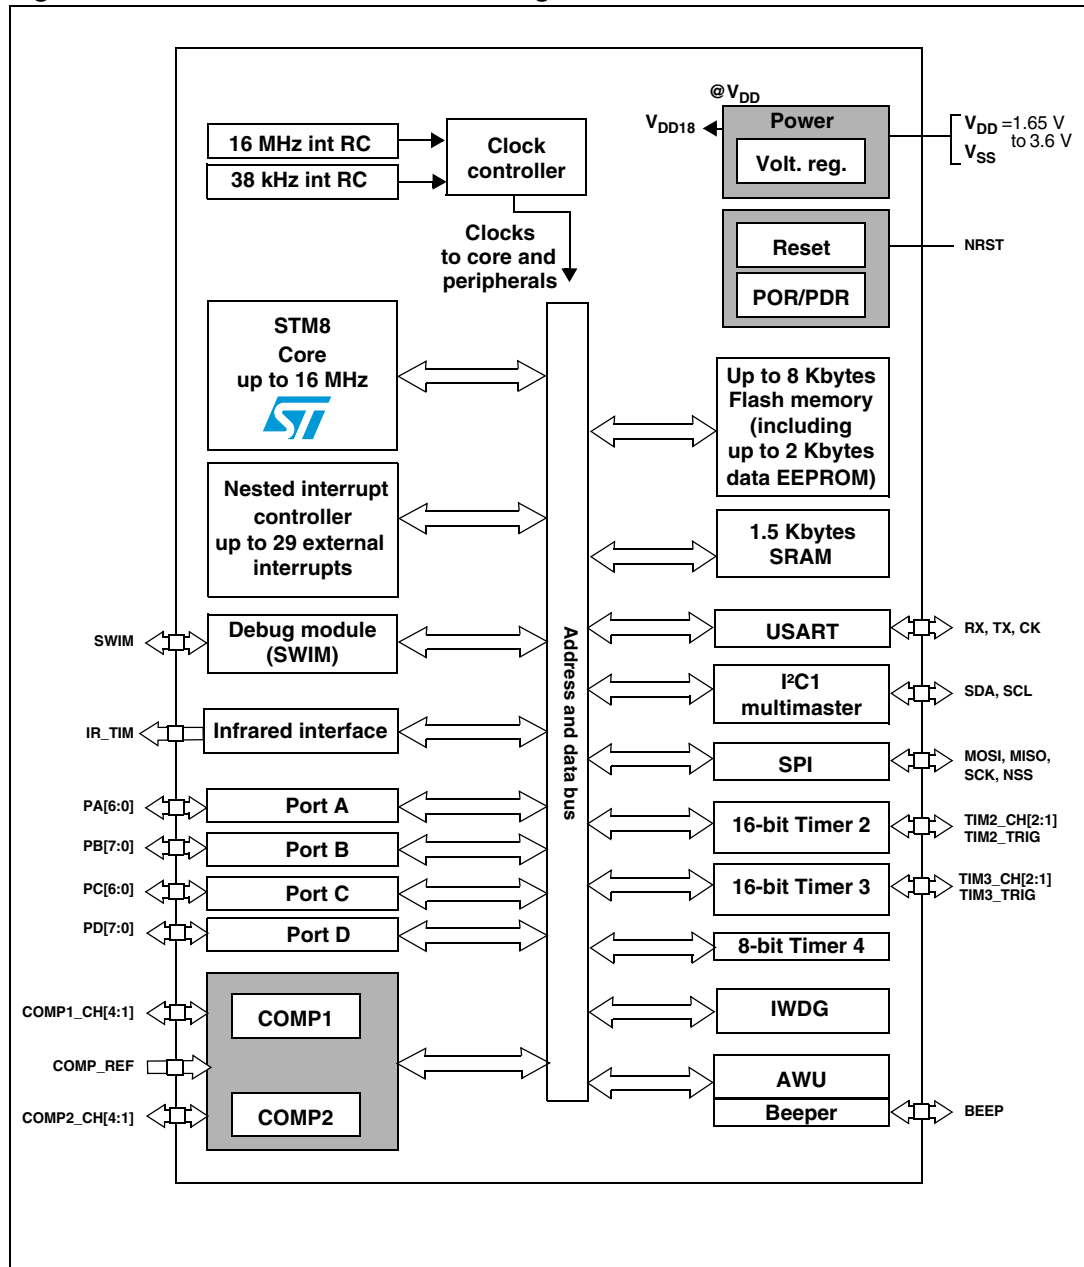 @VDD
VDD18
Power
Volt. reg.
VDD =1.65 V
to 3.6 V
VSS
16 MHz int RC
38 kHz int RC
Clock
controller
Clocks
to core and
peripherals
Reset
POR/PDR
NRST
STM8
Core
up to 16 MHz
ST
Up to 8 Kbytes
Flash memory
(including
up to 2 Kbytes
data EEPROM)
Nested interrupt
controller
up to 29 external
interrupts
1.5 Kbytes
SRAM
Address and data bus
SWIM
Debug module
(SWIM)
USART
RX, TX, CK
I²C1
multimaster
SDA, SCL
IR_TIM
Infrared interface
SPI
MOSI, MISO,
SCK, NSS
PA[6:0]
Port A
16-bit Timer 2
TIM2_CH[2:1]
TIM2_TRIG
PB[7:0]
Port B
PC[6:0]
Port C
16-bit Timer 3
TIM3_CH[2:1]
TIM3_TRIG
PD[7:0]
Port D
8-bit Timer 4
COMP1_CH[4:1]
COMP1
IWDG
COMP_REF
AWU
COMP2_CH[4:1]
COMP2
Beeper
BEEP